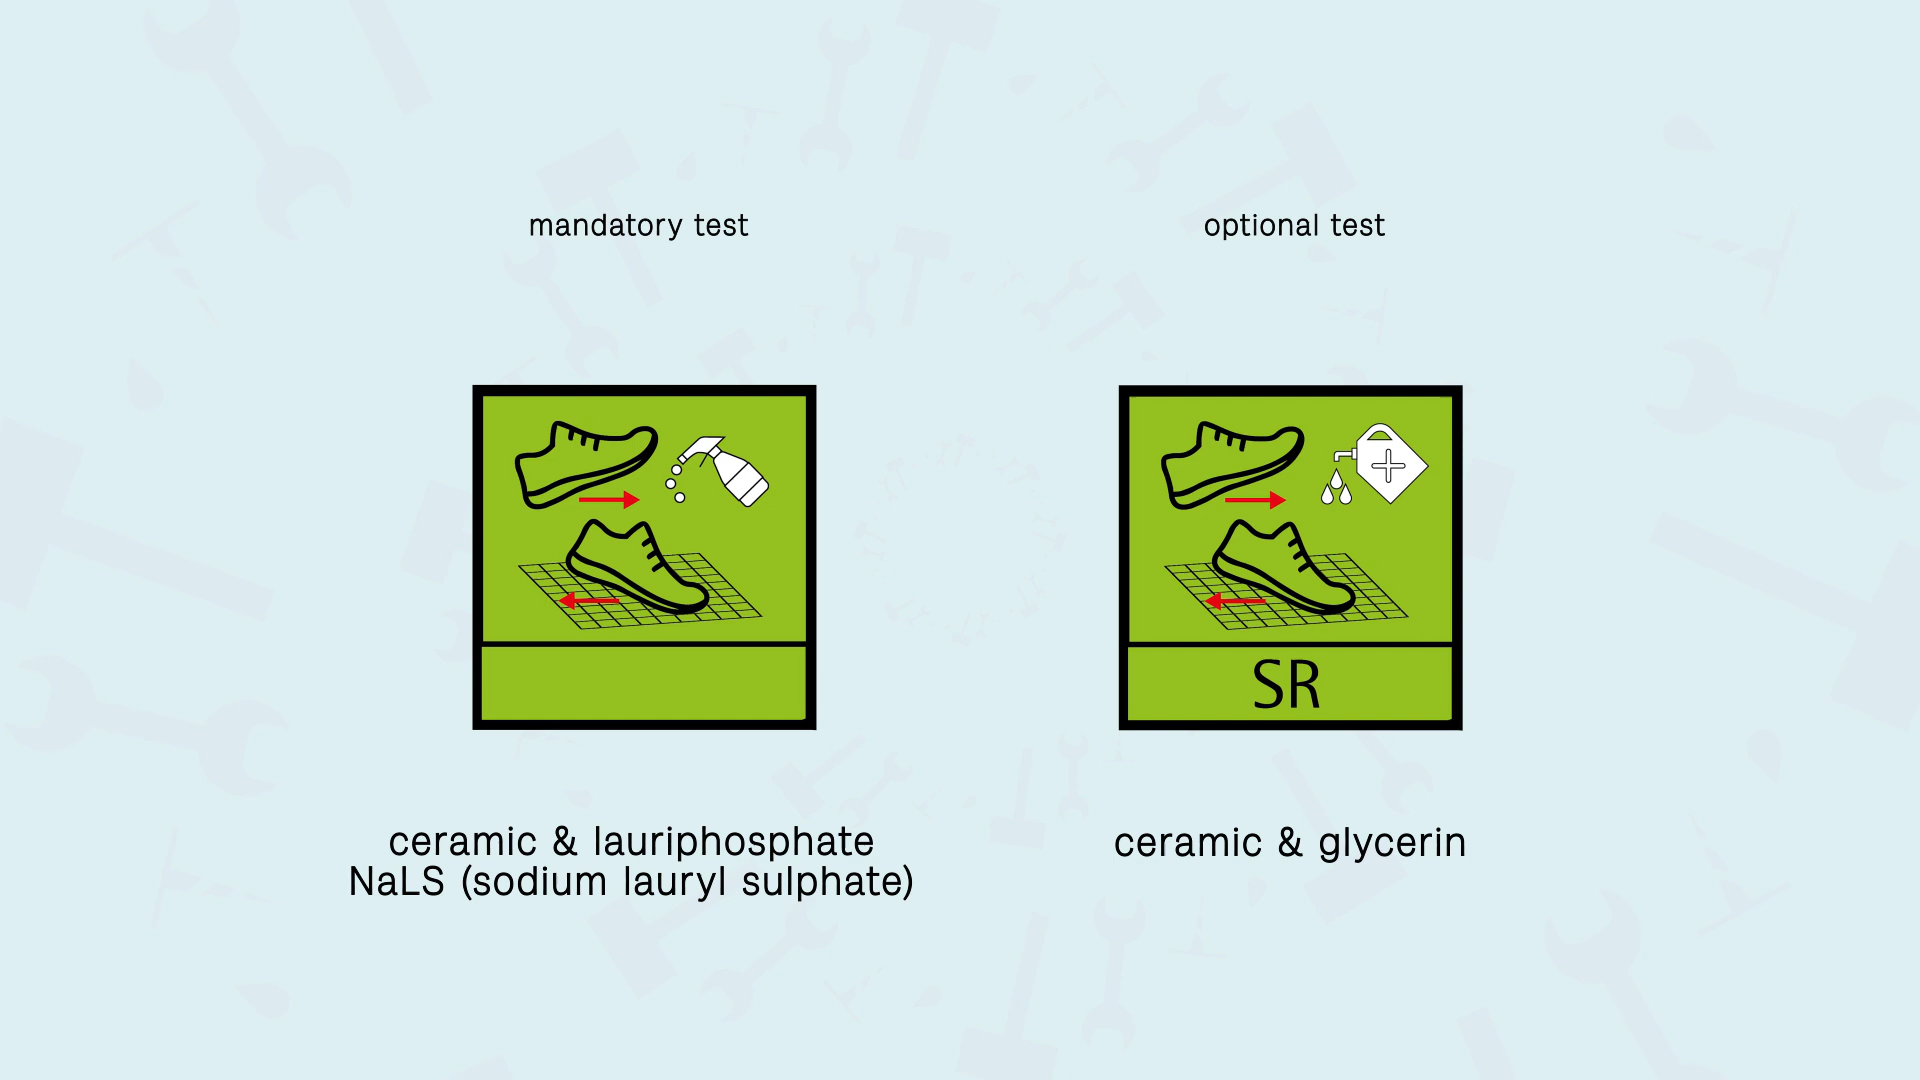 mandatory test
optional test
SR
ceramic & lauriphosphate
NaLS (sodium lauryl sulphate)
ceramic & glycerin